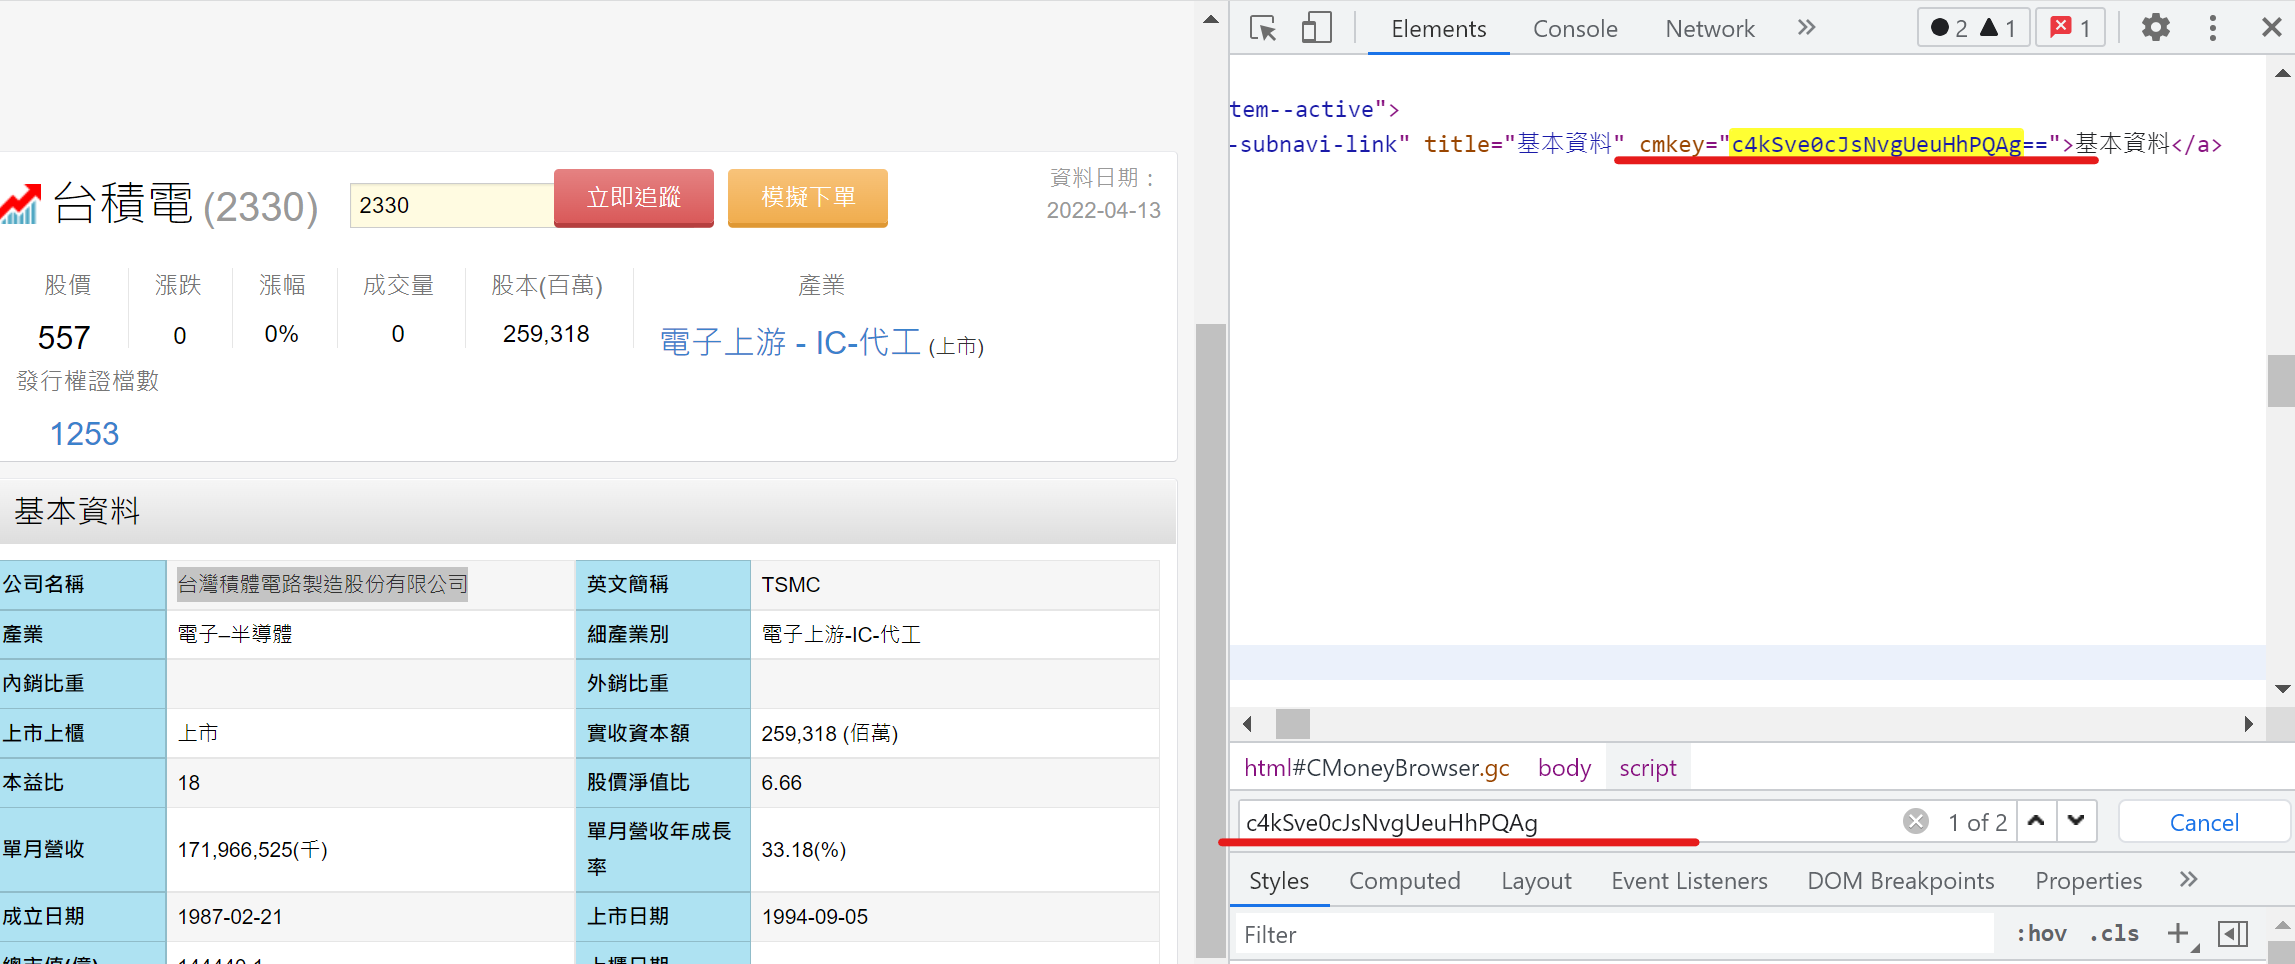 台積電 (2330)
2330
立即追蹤
模擬下單
資料日期：
2022-04-13
股價
漲跌
漲幅
成交量
股本(百萬)
產業
557
0
0%
0
259,318
電子上游 - IC-代工 (上市)
發行權證檔數
1253
基本資料
公司名稱 台灣積體電路製造股份有限公司 英文簡稱 TSMC
產業 電子–半導體 細產業別 電子上游-IC-代工
內銷比重 外銷比重
上市上櫃 上市 實收資本額 259,318 (佰萬)
本益比 18 股價淨值比 6.66
單月營收 171,966,525(千) 單月營收年成長
率 33.18(%)
成立日期 1987-02-21 上市日期 1994-09-05
Elements Console Network » 2 1 1
tem--active">
-subnavi-link" title="基本資料" cmkey="c4kSve0cJsNvgUeuHhPQAg==">基本資料</a>
html#CMoneyBrowser.gc body script
c4kSve0cJsNvgUeuHhPQAg 1 of 2 Cancel
Styles Computed Layout Event Listeners DOM Breakpoints Properties »
Filter :hov .cls +